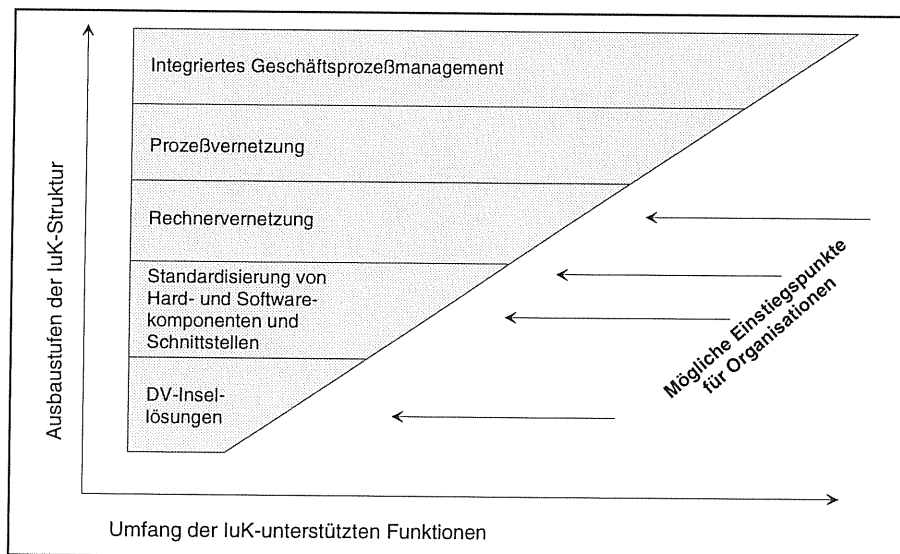 Ausbaustufen der IuK-Struktur
Integriertes Geschäftsprozeßmanagement
Prozeßvernetzung
Rechnervernetzung
Standardisierung von
Hard- und Software-
komponenten und
Schnittstellen
DV-Insel-
lösungen
Mögliche Einstiegspunkte
für Organisationen
Umfang der IuK-unterstützten Funktionen